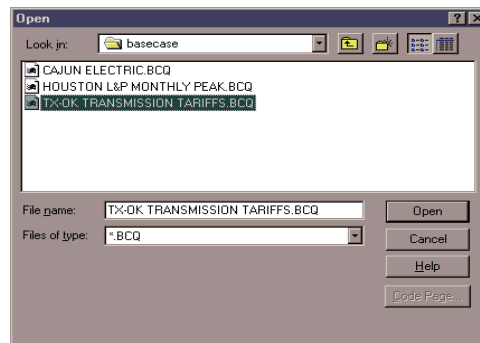 Open
Look in: basecase
CAJUN ELECTRIC.BCQ
HOUSTON L&P MONTHLY PEAK.BCQ
TX-OK TRANSMISSION TARIFFS.BCQ
File name: TX-OK TRANSMISSION TARIFFS.BCQ Open
Files of type: *.BCQ Cancel
Help
Code Page...